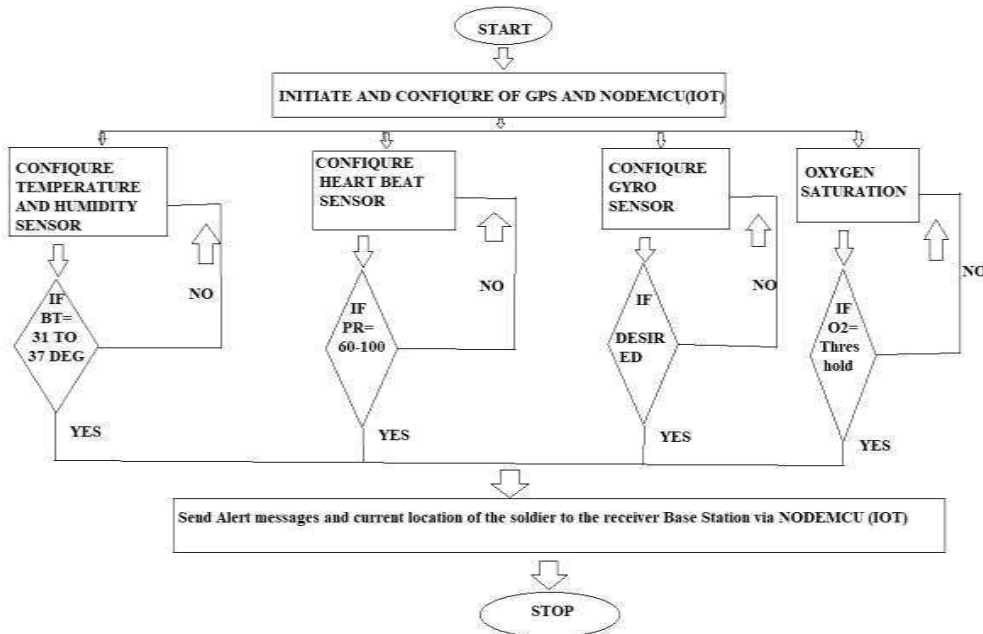 START
INITIATE AND CONFIQURE OF GPS AND NODEMCU(IOT)
CONFIQURE
TEMPERATURE
AND HUMIDITY
SENSOR
CONFIQURE
HEART BEAT
SENSOR
CONFIQURE
GYRO
SENSOR
OXYGEN
SATURATION
NO
NO
NO
NO
IF
BT=
31 TO
37 DEG
IF
PR=
60-100
IF
DESIR
ED
IF
O2=
Thres
hold
YES
YES
YES
YES
Send Alert messages and current location of the soldier to the receiver Base Station via NODEMCU (IOT)
STOP